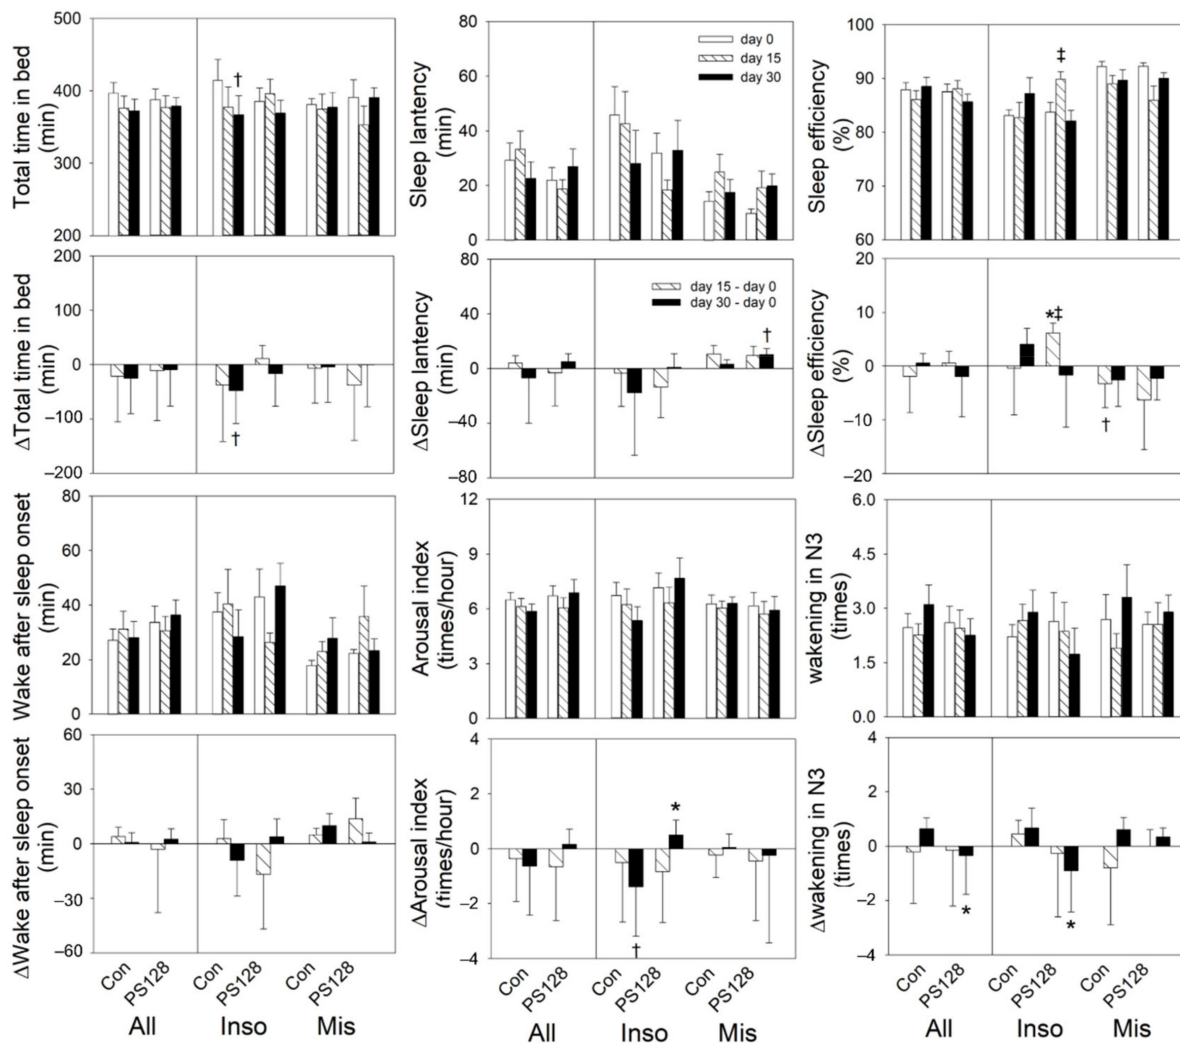 Total time in bed
(min)
500
400
300
200
†
Sleep lantency
(min)
80
60
40
20
0
day 0
day 15
day 30
Sleep efficiency
(%)
100
90
80
70
60
‡
ΔTotal time in bed
(min)
200
100
0
–100
–200
†
ΔSleep lantency
(min)
80
40
0
–40
–80
day 15 - day 0
day 30 - day 0
†
ΔSleep efficiency
(%)
20
10
0
–10
–20
*‡
†
Wake after sleep onset
(min)
80
60
40
20
0
Arousal index
(times/hour)
12
9
6
3
0
wakening in N3
(times)
6.0
4.5
3.0
1.5
0.0
ΔWake after sleep onset
(min)
60
30
0
–30
–60
ΔArousal index
(times/hour)
4
2
0
–2
–4
*
†
Δwakening in N3
(times)
4
2
0
–2
–4
*
*
Con PS128 Con PS128 Con PS128
All Inso Mis
Con PS128 Con PS128 Con PS128
All Inso Mis
Con PS128 Con PS128 Con PS128
All Inso Mis